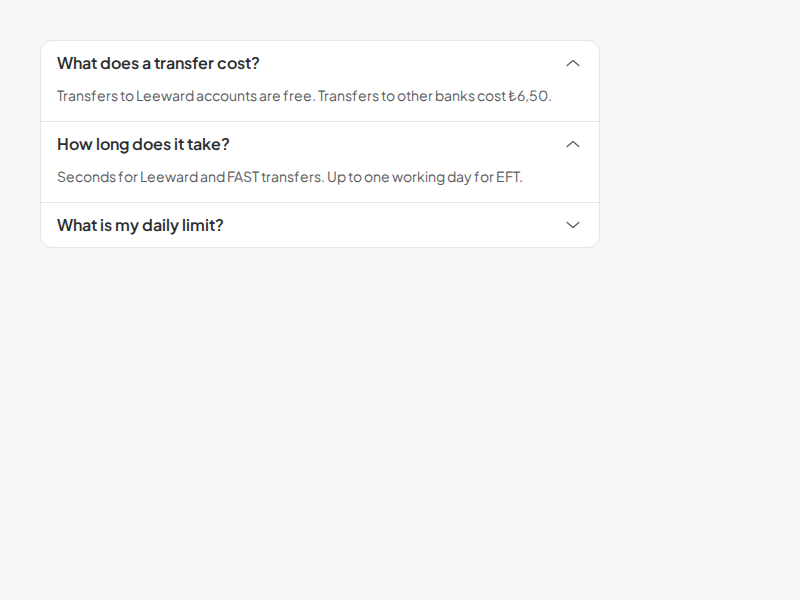 What does a transfer cost?
Transfers to Leeward accounts are free. Transfers to other banks cost ₺6,50.
How long does it take?
Seconds for Leeward and FAST transfers. Up to one working day for EFT.
What is my daily limit?